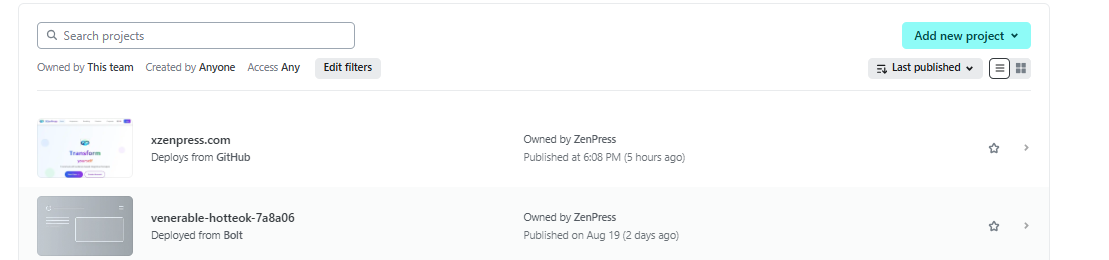 Search projects
Add new project
Owned by This team Created by Anyone Access Any Edit filters
Last published
Transform
yourself
xzenpress.com
Deploys from GitHub
Owned by ZenPress
Published at 6:08 PM (5 hours ago)
venerable-hotteok-7a8a06
Deployed from Bolt
Owned by ZenPress
Published on Aug 19 (2 days ago)